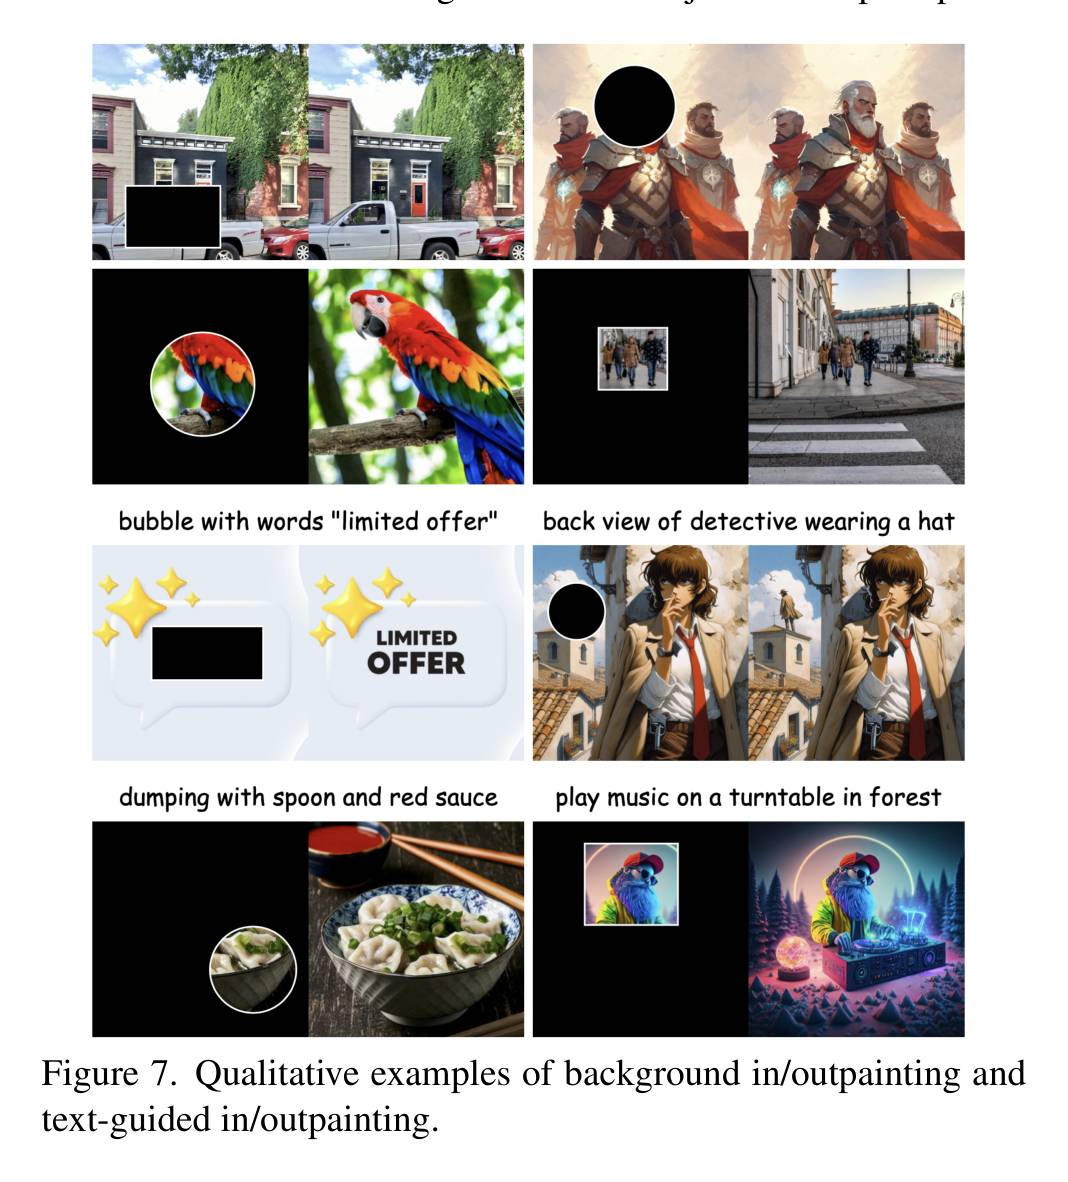 bubble with words "limited offer"
back view of detective wearing a hat
LIMITED
OFFER
dumping with spoon and red sauce
play music on a turntable in forest
Figure 7. Qualitative examples of background in/outpainting and
text-guided in/outpainting.